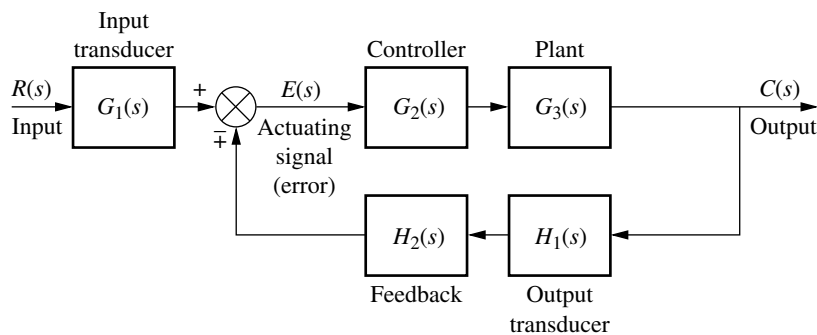 Input
transducer
Controller
Plant
R(s)
G₁(s)
+
E(s)
G₂(s)
G₃(s)
C(s)
Input
∓
Actuating
signal
(error)
Output
H₂(s)
H₁(s)
Feedback
Output
transducer